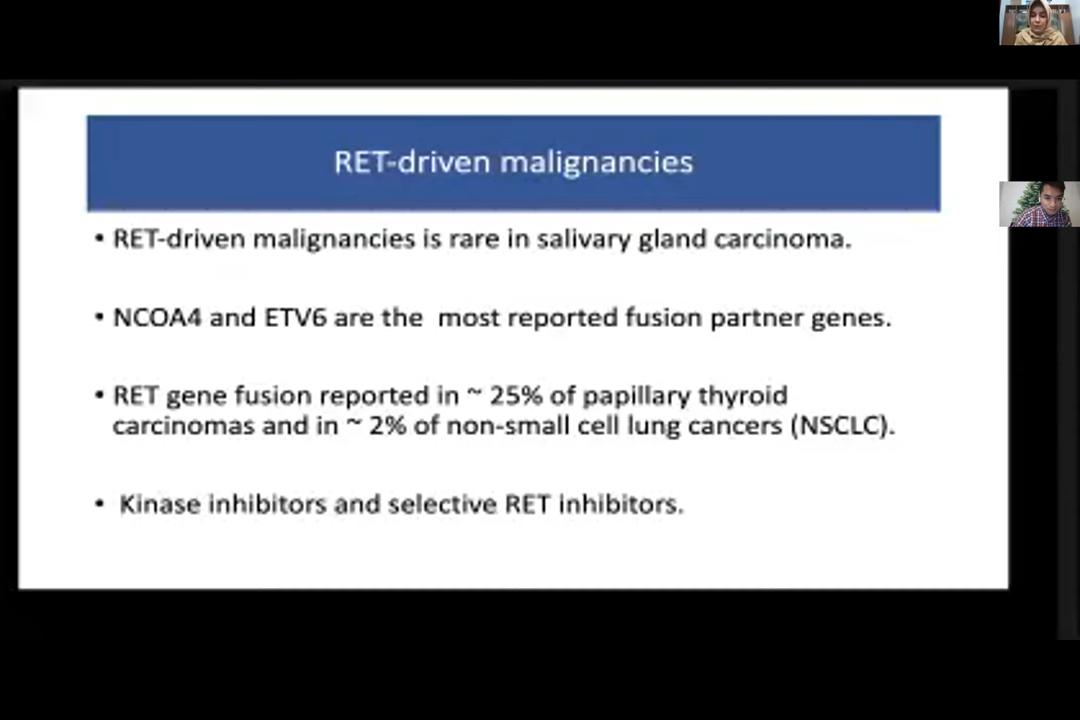 RET-driven malignancies
• RET-driven malignancies is rare in salivary gland carcinoma.
• NCOA4 and ETV6 are the  most reported fusion partner genes.
• RET gene fusion reported in ~ 25% of papillary thyroid
carcinomas and in ~ 2% of non-small cell lung cancers (NSCLC).
• Kinase inhibitors and selective RET inhibitors.